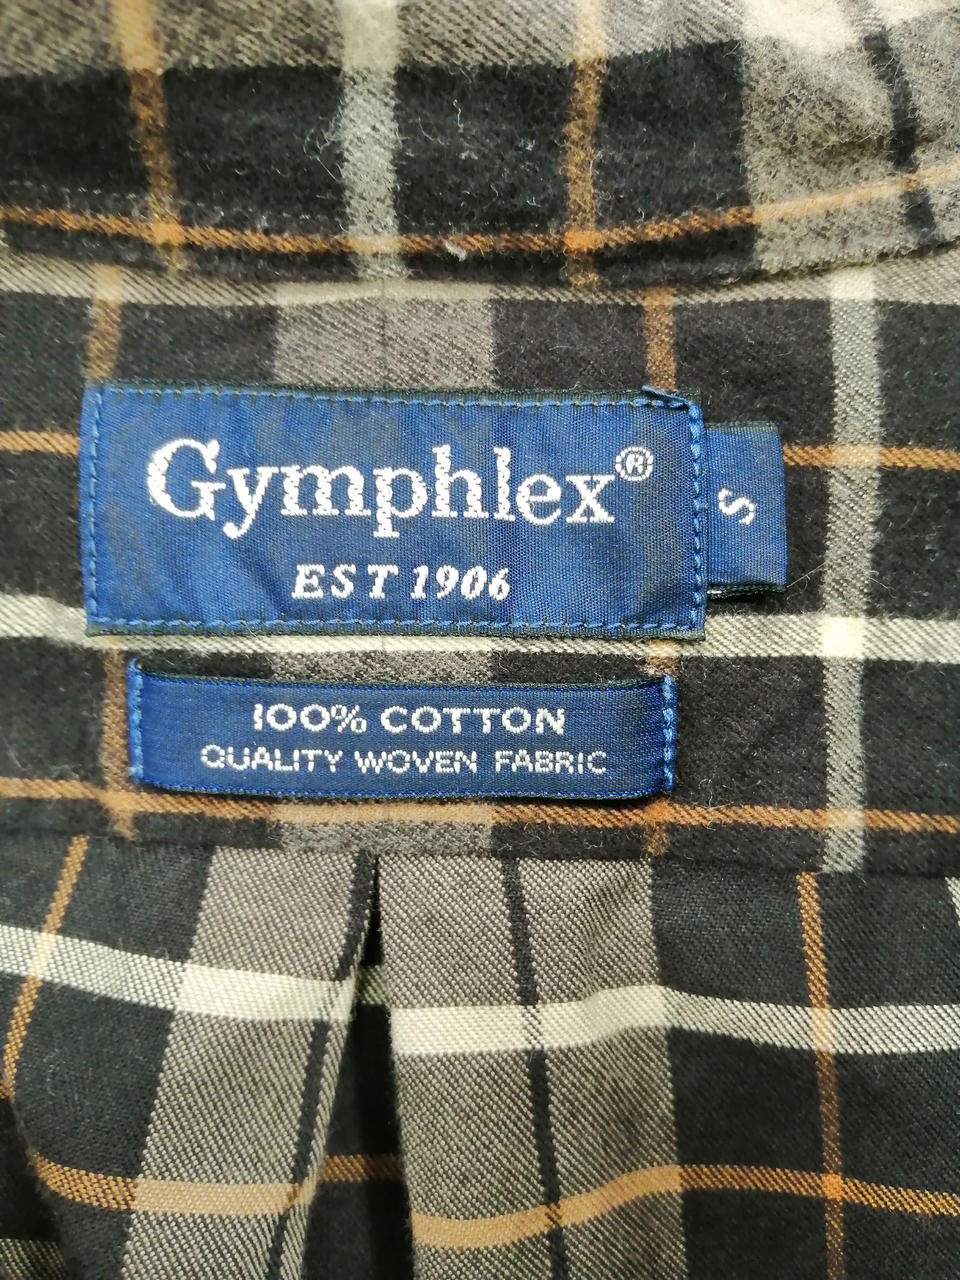 Gymphlex®
EST 1906
S
100% COTTON
QUALITY WOVEN FABRIC